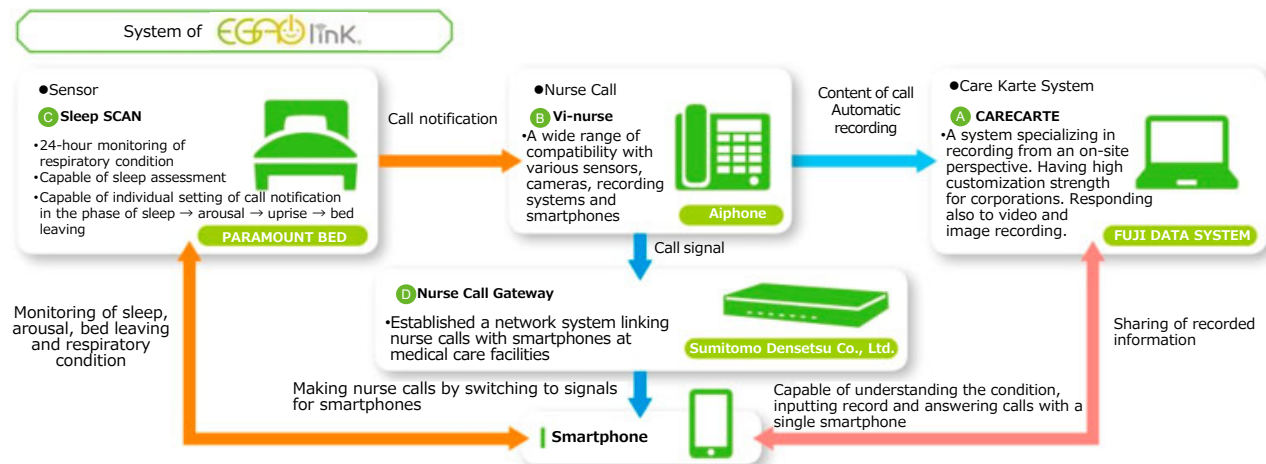 System of EGAO link®
●Sensor
C Sleep SCAN
•24-hour monitoring of
respiratory condition
•Capable of sleep assessment
•Capable of individual setting of call notification
in the phase of sleep → arousal → uprise → bed
leaving
PARAMOUNT BED
Call notification
●Nurse Call
B Vi-nurse
•A wide range of
compatibility with
various sensors,
cameras, recording
systems and
smartphones
Aiphone
Content of call
Automatic
recording
●Care Karte System
A CARECARTE
•A system specializing in
recording from an on-site
perspective. Having high
customization strength
for corporations. Responding
also to video and
image recording.
FUJI DATA SYSTEM
Call signal
D Nurse Call Gateway
•Established a network system linking
nurse calls with smartphones at
medical care facilities
Sumitomo Densetsu Co., Ltd.
Monitoring of sleep,
arousal, bed leaving
and respiratory
condition
Sharing of recorded
information
Making nurse calls by switching to signals
for smartphones
Capable of understanding the condition,
inputting record and answering calls with a
single smartphone
Smartphone